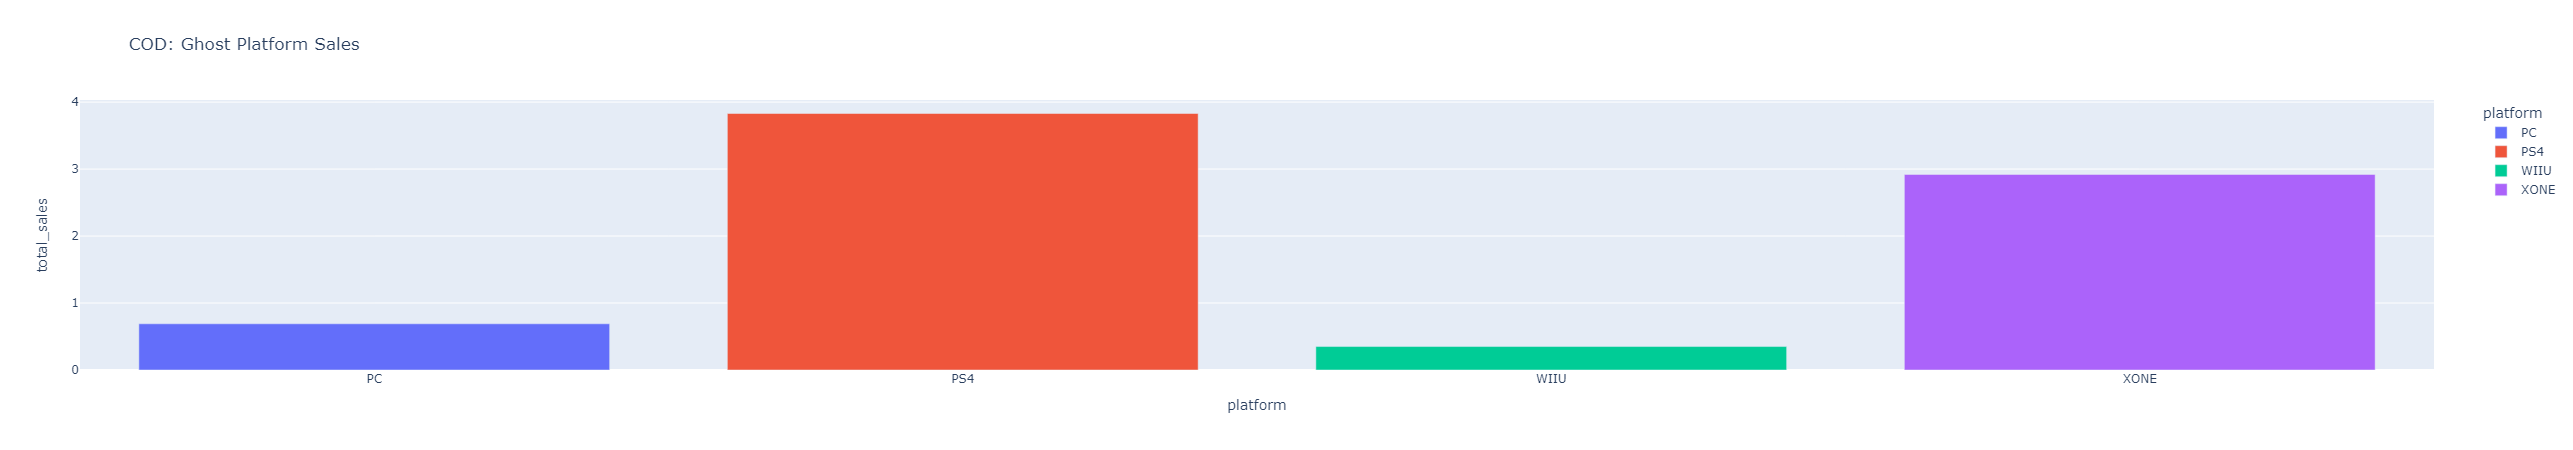 COD: Ghost Platform Sales
total_sales
4
3
2
1
0
PC
PS4
WIIU
XONE
platform
platform
PC
PS4
WIIU
XONE